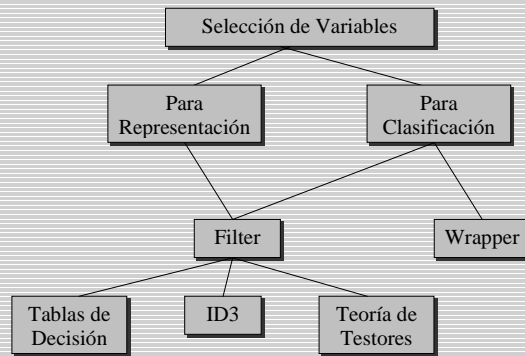 Selección de Variables
Para
Representación
Para
Clasificación
Filter
Wrapper
Tablas de
Decisión
ID3
Teoría de
Testores